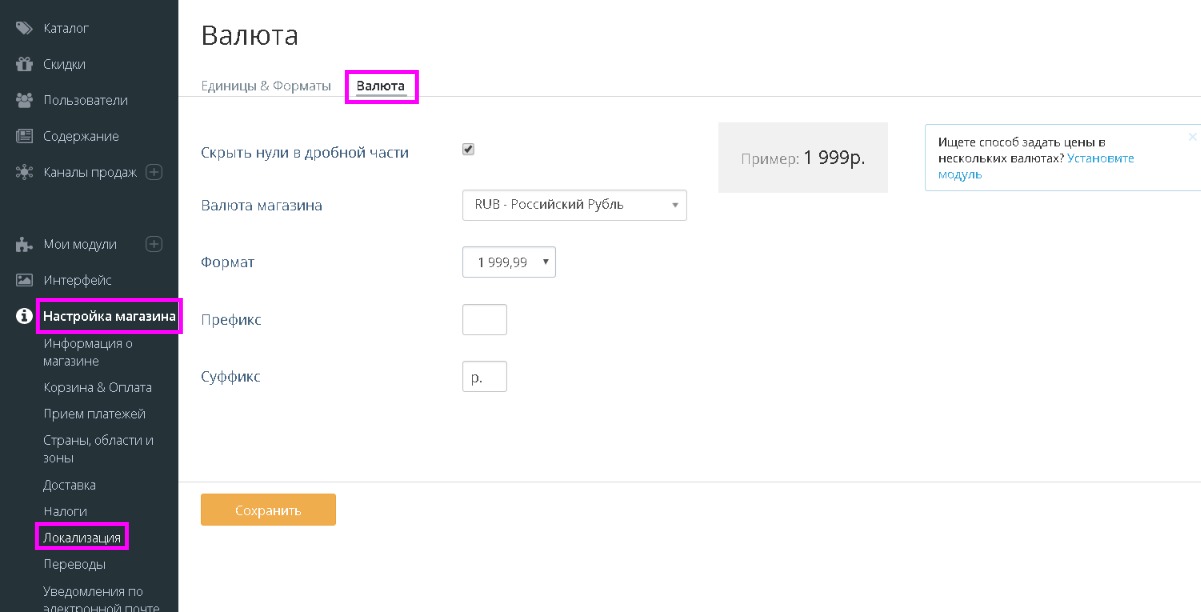 Каталог
Скидки
Пользователи
Содержание
Каналы продаж
Мои модули
Интерфейс
Настройка магазина
Информация о
магазине
Корзина & Оплата
Прием платежей
Страны, области и
зоны
Доставка
Налоги
Локализация
Переводы
Уведомления по
электронной почте
Валюта
Единицы & Форматы
Валюта
Скрыть нули в дробной части
Валюта магазина
RUB - Российский Рубль
Формат
1 999,99
Префикс
Суффикс
р.
Сохранить
Пример: 1 999р.
Ищете способ задать цены в
нескольких валютах? Установите
модуль